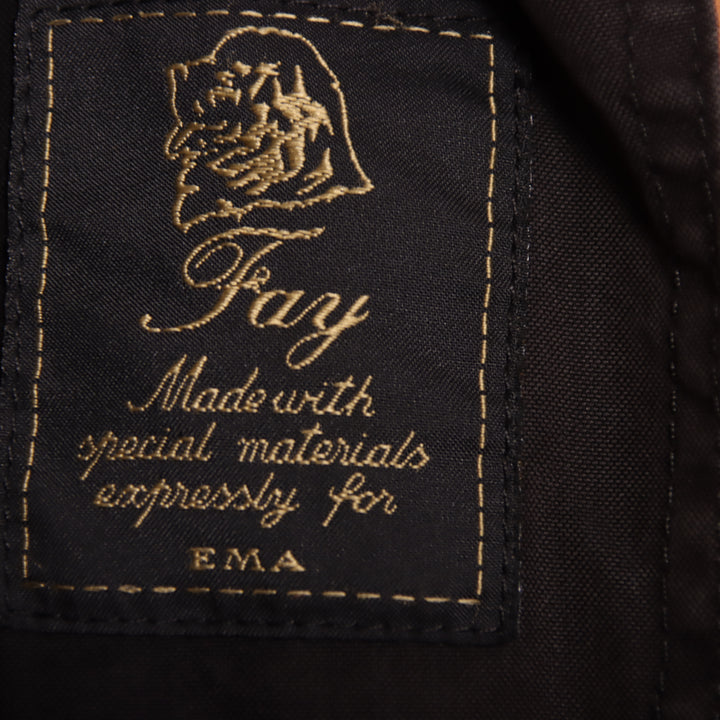 Fay
Made with
special materials
expressly for
EMA